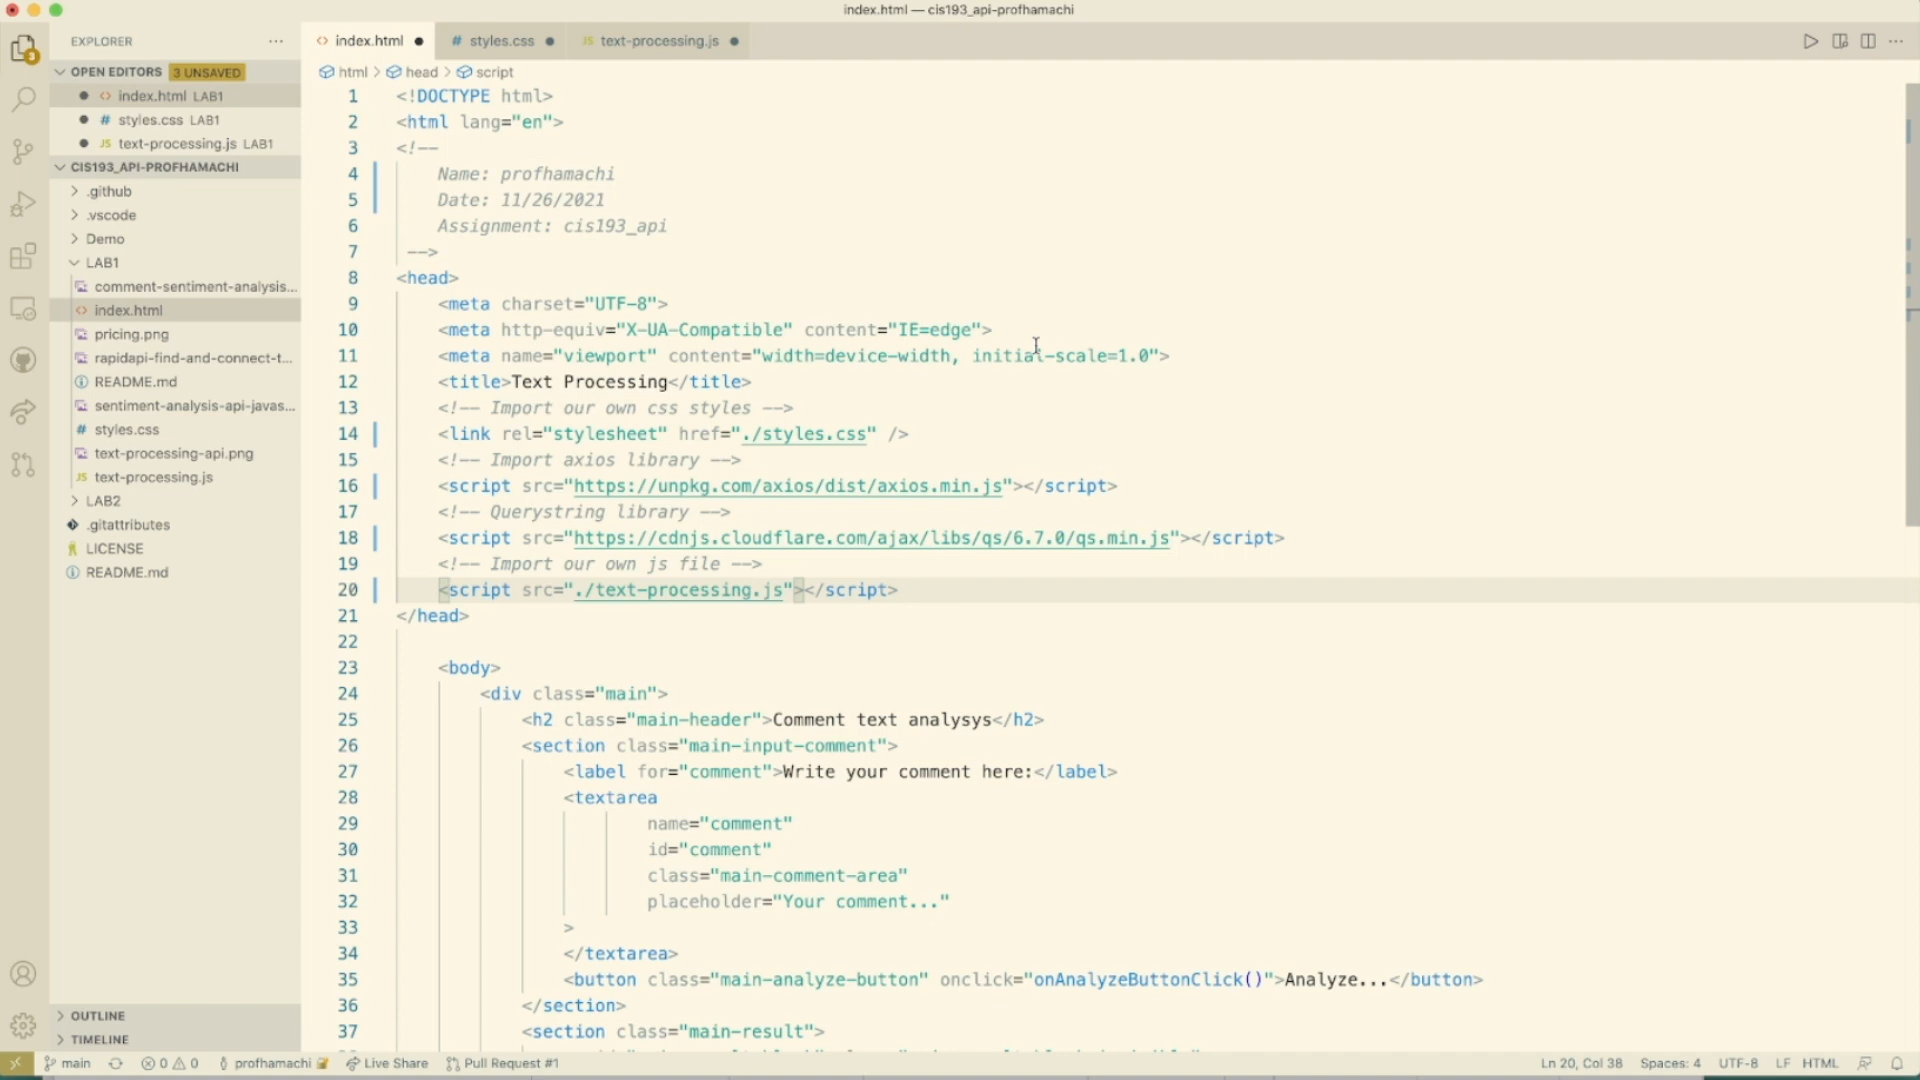 index.html — cis193_api-profhamachi
EXPLORER
index.html
styles.css
text-processing.js
OPEN EDITORS 3 UNSAVED
index.html LAB1
styles.css LAB1
text-processing.js LAB1
CIS193_API-PROFHAMACHI
.github
.vscode
Demo
LAB1
comment-sentiment-analysis...
index.html
pricing.png
rapidapi-find-and-connect-t...
README.md
sentiment-analysis-api-javas...
styles.css
text-processing-api.png
text-processing.js
LAB2
.gitattributes
LICENSE
README.md
OUTLINE
TIMELINE
html > head > script
1 <!DOCTYPE html>
2 <html lang="en">
3 <!--
4 Name: profhamachi
5 Date: 11/26/2021
6 Assignment: cis193_api
7 -->
8 <head>
9 <meta charset="UTF-8">
10 <meta http-equiv="X-UA-Compatible" content="IE=edge">
11 <meta name="viewport" content="width=device-width, initial-scale=1.0">
12 <title>Text Processing</title>
13 <!-- Import our own css styles -->
14 <link rel="stylesheet" href="./styles.css" />
15 <!-- Import axios library -->
16 <script src="https://unpkg.com/axios/dist/axios.min.js"></script>
17 <!-- Querystring library -->
18 <script src="https://cdnjs.cloudflare.com/ajax/libs/qs/6.7.0/qs.min.js"></script>
19 <!-- Import our own js file -->
20 <script src="./text-processing.js"></script>
21 </head>
22
23 <body>
24 <div class="main">
25 <h2 class="main-header">Comment text analysys</h2>
26 <section class="main-input-comment">
27 <label for="comment">Write your comment here:</label>
28 <textarea
29 name="comment"
30 id="comment"
31 class="main-comment-area"
32 placeholder="Your comment..."
33 >
34 </textarea>
35 <button class="main-analyze-button" onclick="onAnalyzeButtonClick()">Analyze...</button>
36 </section>
37 <section class="main-result">
main 0 0 profhamachi Live Share Pull Request #1 Ln 20, Col 38 Spaces: 4 UTF-8 LF HTML